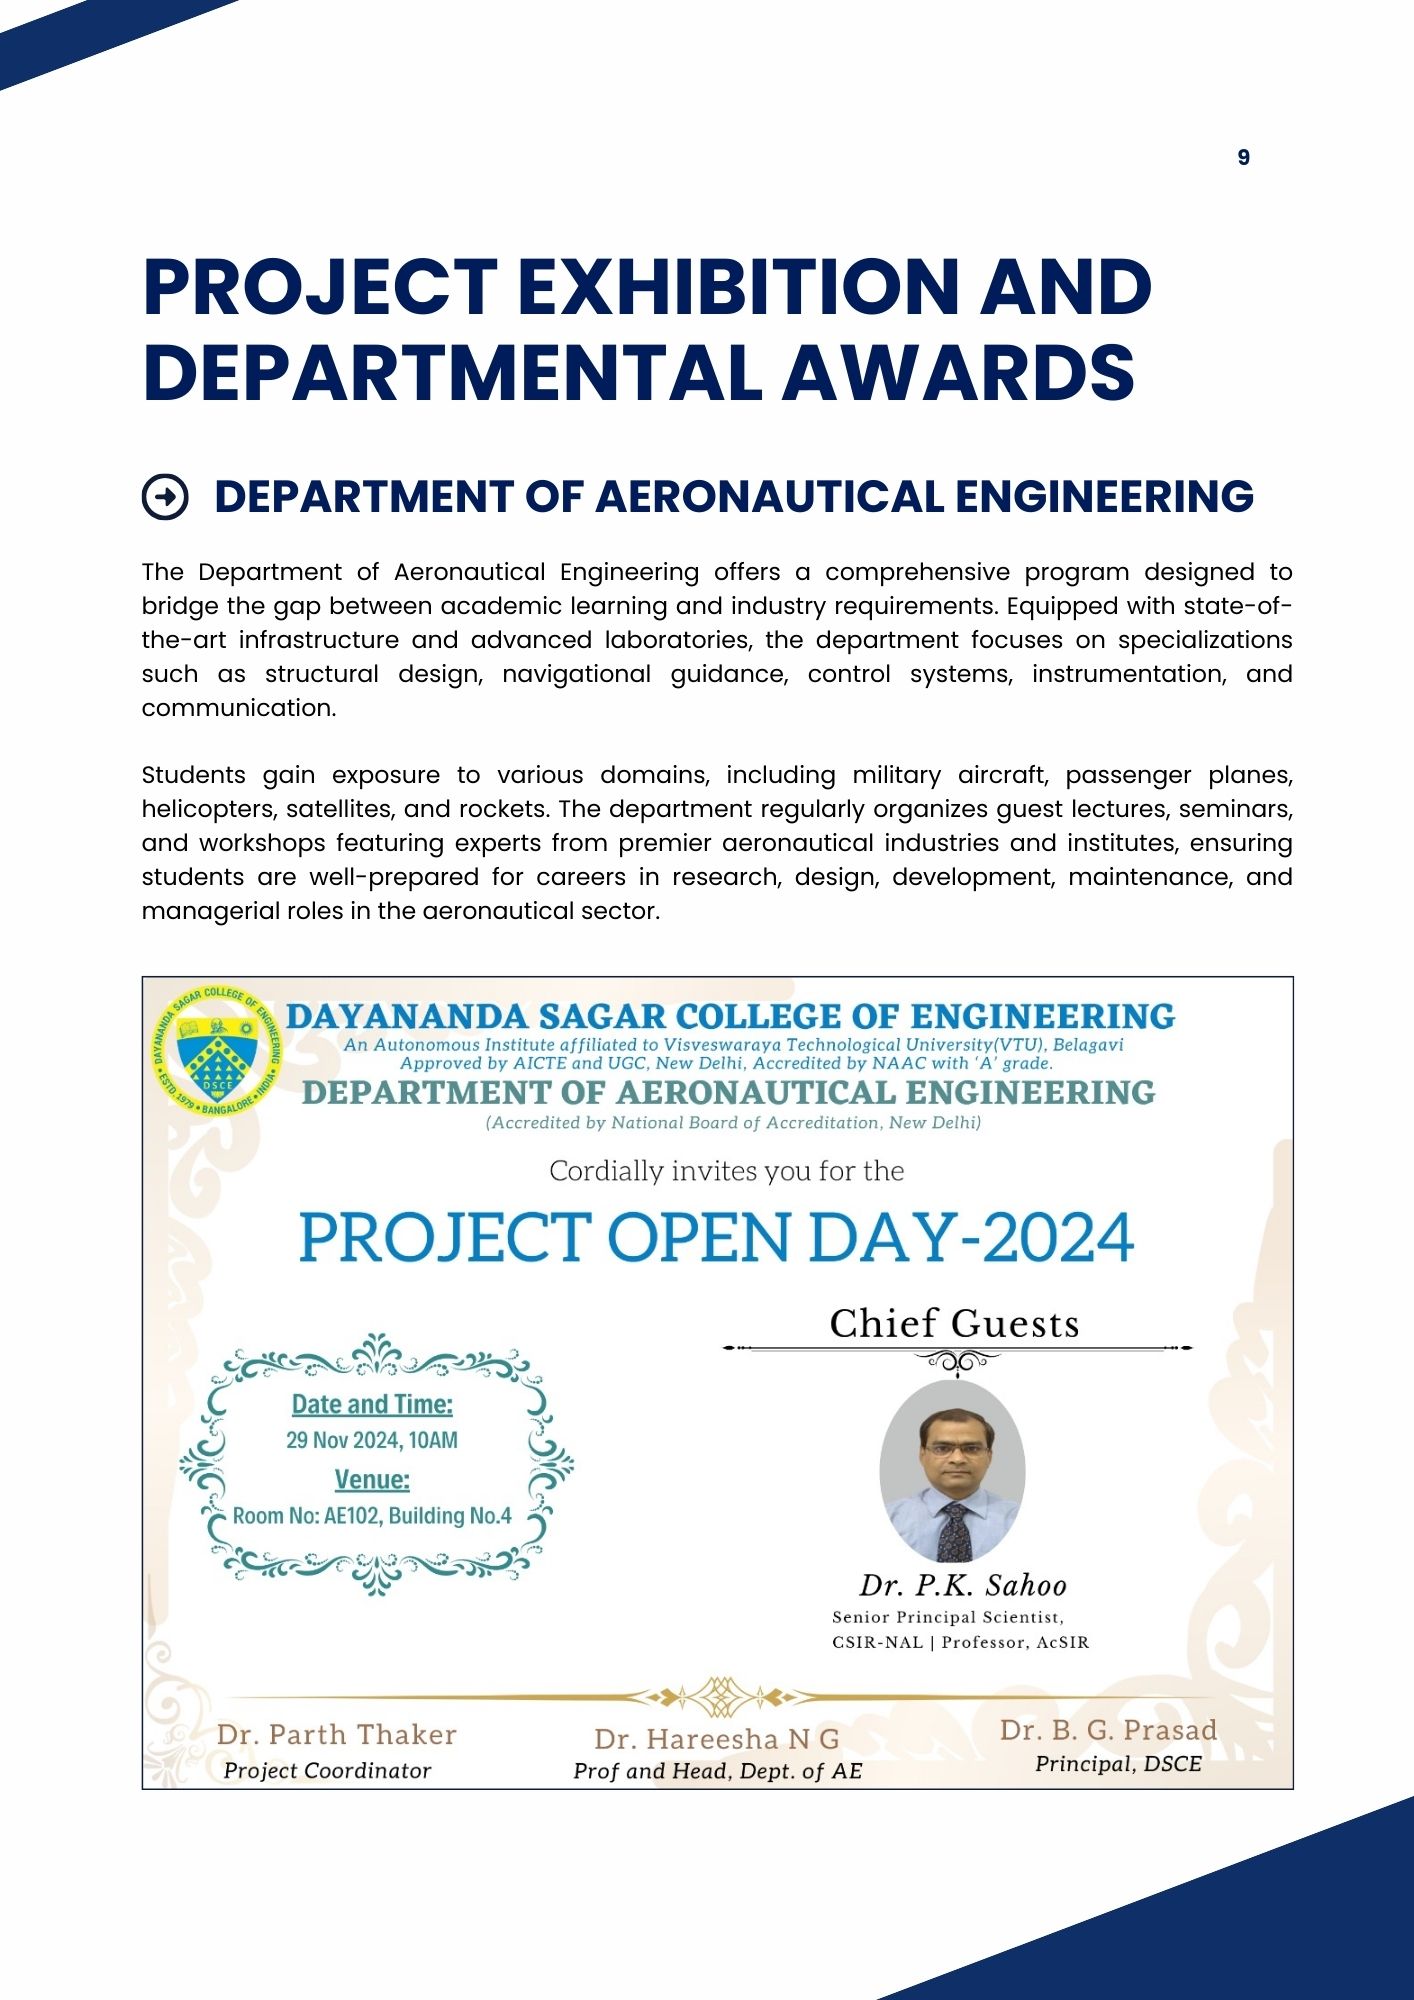 9
PROJECT EXHIBITION AND
DEPARTMENTAL AWARDS
DEPARTMENT OF AERONAUTICAL ENGINEERING
The Department of Aeronautical Engineering offers a comprehensive program designed to
bridge the gap between academic learning and industry requirements. Equipped with state-of-
the-art infrastructure and advanced laboratories, the department focuses on specializations
such as structural design, navigational guidance, control systems, instrumentation, and
communication.
Students gain exposure to various domains, including military aircraft, passenger planes,
helicopters, satellites, and rockets. The department regularly organizes guest lectures, seminars,
and workshops featuring experts from premier aeronautical industries and institutes, ensuring
students are well-prepared for careers in research, design, development, maintenance, and
managerial roles in the aeronautical sector.
DAYANANDA SAGAR COLLEGE OF ENGINEERING
ESTD. 1979 • BANGALORE • INDIA
DSCE
DAYANANDA SAGAR COLLEGE OF ENGINEERING
An Autonomous Institute affiliated to Visveswaraya Technological University(VTU), Belagavi
Approved by AICTE and UGC, New Delhi, Accredited by NAAC with ‘A’ grade.
DEPARTMENT OF AERONAUTICAL ENGINEERING
(Accredited by National Board of Accreditation, New Delhi)
Cordially invites you for the
PROJECT OPEN DAY-2024
Date and Time:
29 Nov 2024, 10AM
Venue:
Room No: AE102, Building No.4
Chief Guests
Dr. P.K. Sahoo
Senior Principal Scientist,
CSIR-NAL | Professor, AcSIR
Dr. Parth Thaker
Project Coordinator
Dr. Hareesha N G
Prof and Head, Dept. of AE
Dr. B. G. Prasad
Principal, DSCE